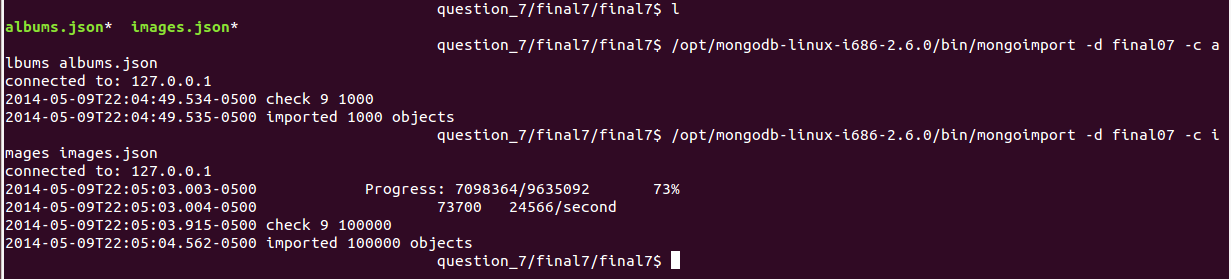 question_7/final7/final7$ l
albums.json*  images.json*
question_7/final7/final7$ /opt/mongodb-linux-i686-2.6.0/bin/mongoimport -d final07 -c a
lbums albums.json
connected to: 127.0.0.1
2014-05-09T22:04:49.534-0500 check 9 1000
2014-05-09T22:04:49.535-0500 imported 1000 objects
question_7/final7/final7$ /opt/mongodb-linux-i686-2.6.0/bin/mongoimport -d final07 -c i
mages images.json
connected to: 127.0.0.1
2014-05-09T22:05:03.003-0500            Progress: 7098364/9635092       73%
2014-05-09T22:05:03.004-0500                    73700   24566/second
2014-05-09T22:05:03.915-0500 check 9 100000
2014-05-09T22:05:04.562-0500 imported 100000 objects
question_7/final7/final7$